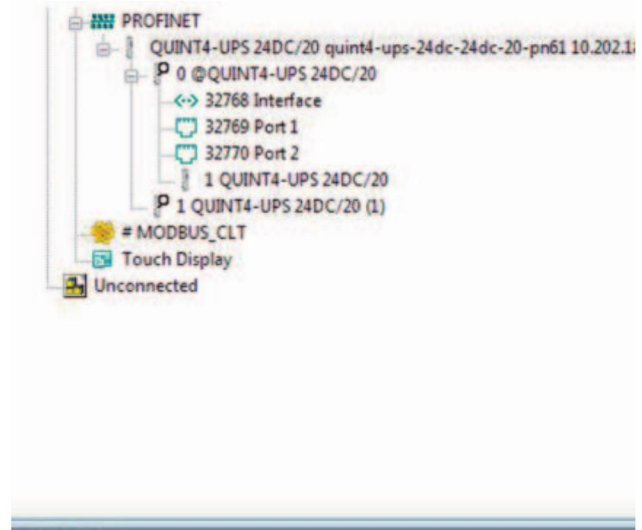 PROFINET
QUINT4-UPS 24DC/20 quint4-ups-24dc-24dc-20-pn61 10.202.1
0 @QUINT4-UPS 24DC/20
32768 Interface
32769 Port 1
32770 Port 2
1 QUINT4-UPS 24DC/20
1 QUINT4-UPS 24DC/20 (1)
# MODBUS_CLT
Touch Display
Unconnected